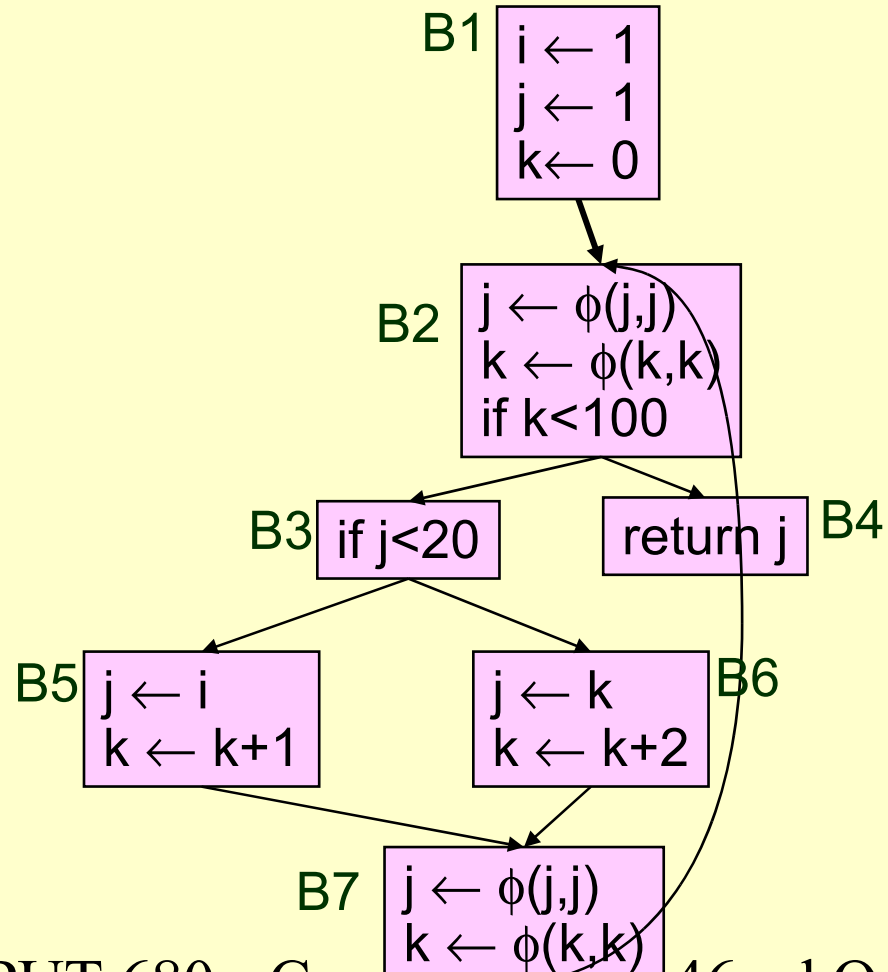 B1
i ← 1
j ← 1
k← 0
B2
j ← ϕ(j,j)
k ← ϕ(k,k)
if k<100
B3
if j<20
return j
B4
B5
j ← i
k ← k+1
j ← k
k ← k+2
B6
B7
j ← ϕ(j,j)
k ← ϕ(k,k)